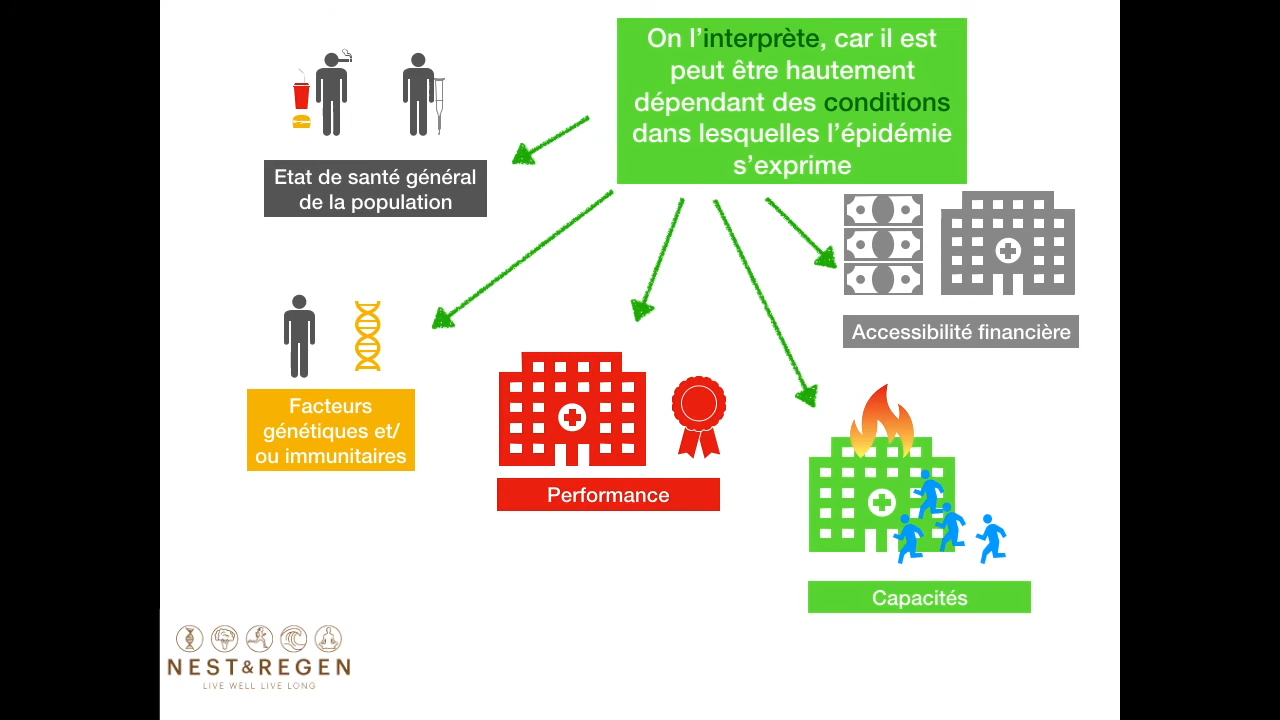 On l’interprète, car il est
peut être hautement
dépendant des conditions
dans lesquelles l’épidémie
s’exprime
Etat de santé général
de la population
Accessibilité financière
Facteurs
génétiques et/
ou immunitaires
Performance
Capacités
NEST&REGEN
LIVE WELL LIVE LONG